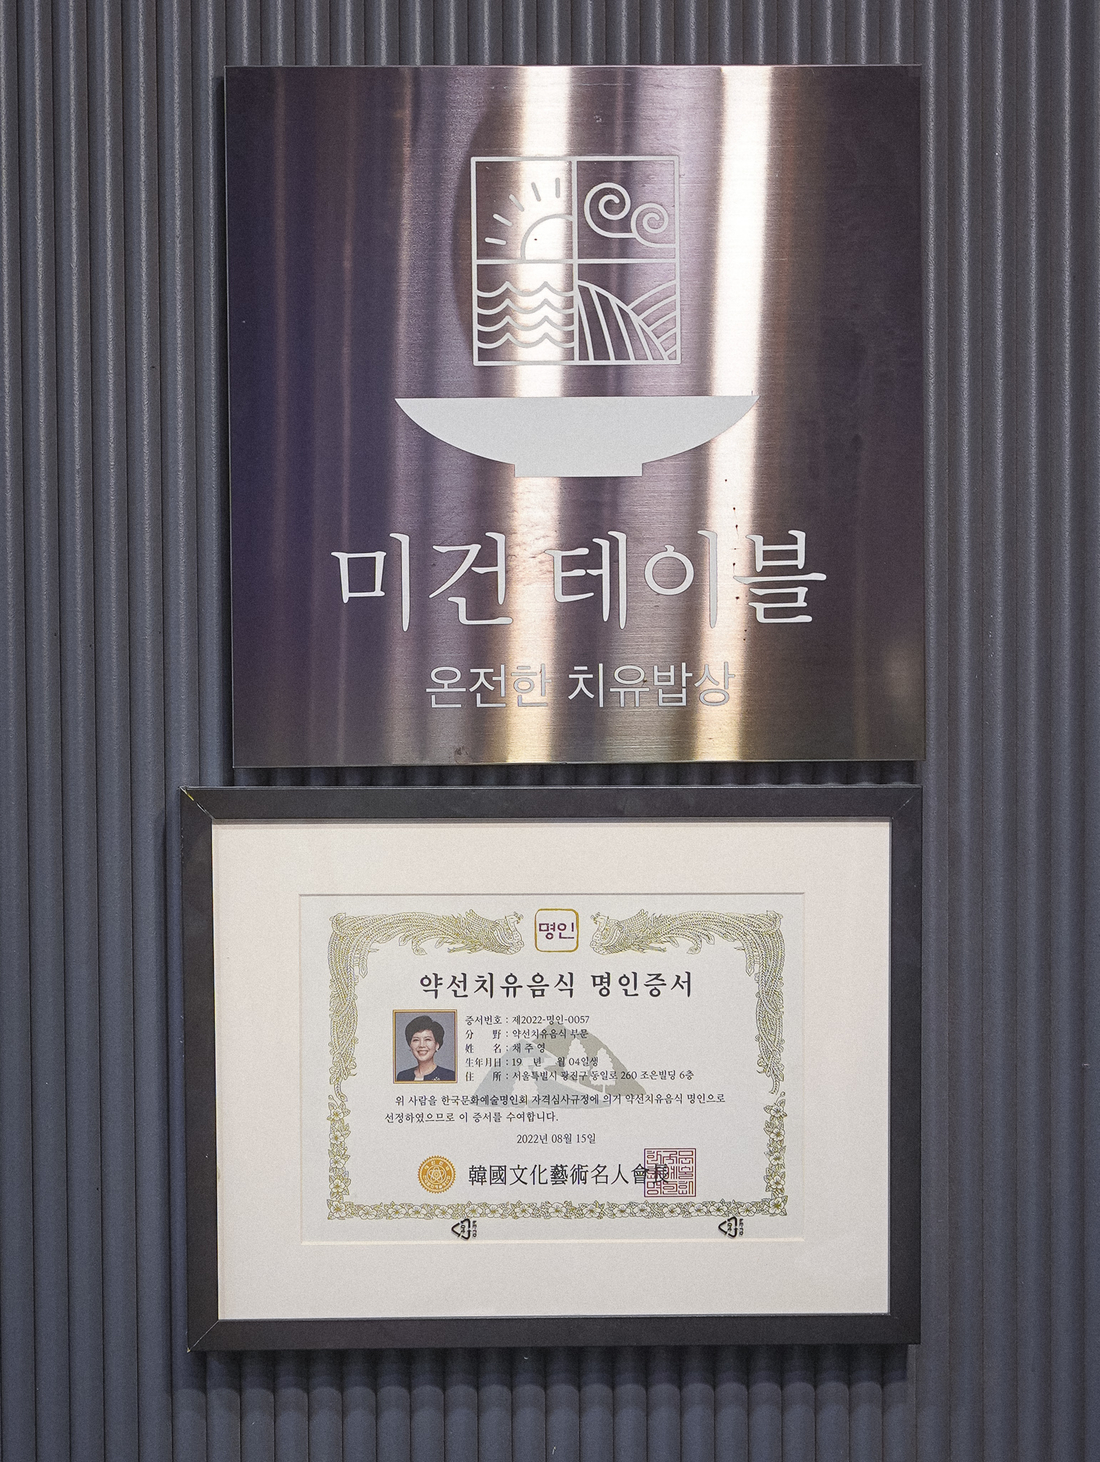 미건 테이블
온전한 치유밥상
명인
약선치유음식 명인증서
증서번호 : 제2022-명인-0057
分 野 : 약선치유음식 부문
姓 名 : 채주영
生年月日 : 19 년 월 04일생
住 所 : 서울특별시 광진구 동일로 260 조은빌딩 6층
위 사람을 한국문화예술명인회 자격심사규정에 의거 약선치유음식 명인으로
선정하였으므로 이 증서를 수여합니다.
2022년 08월 15일
韓國文化藝術名人會長